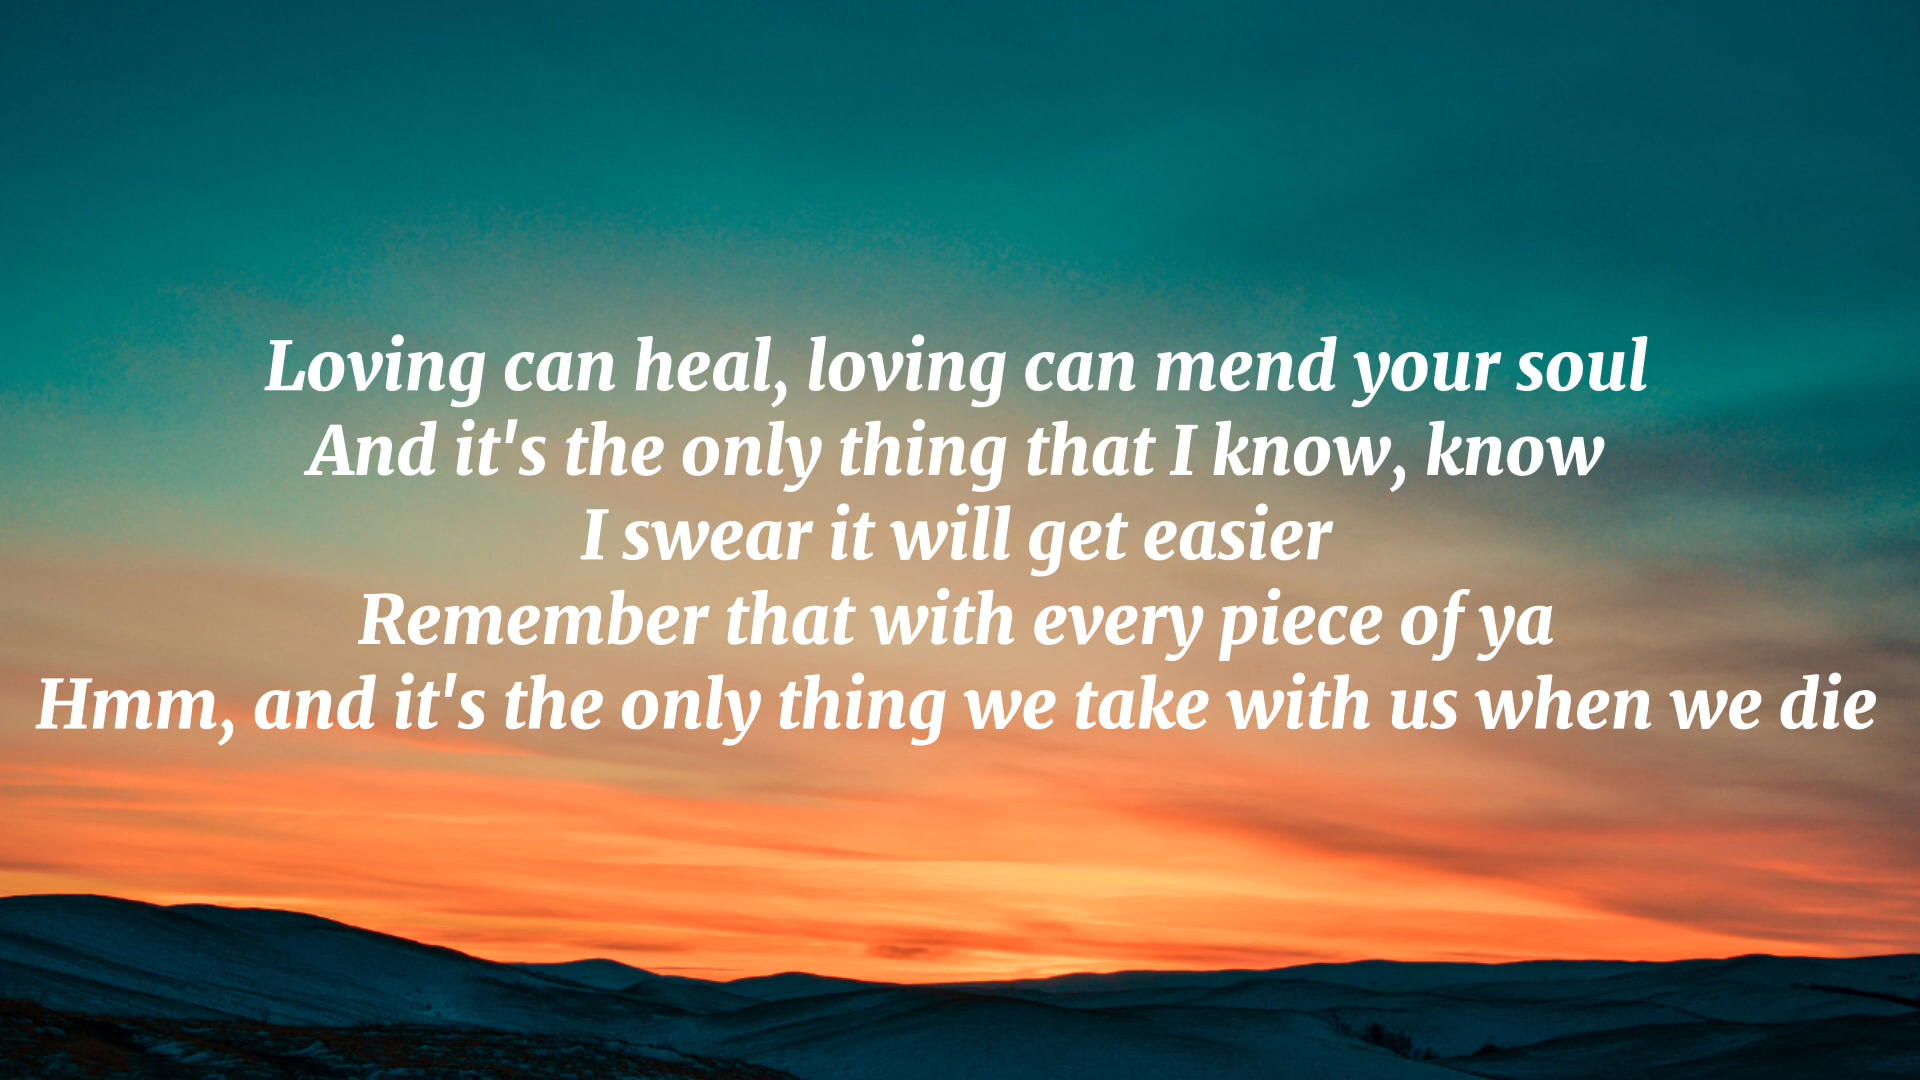 Loving can heal, loving can mend your soul
And it's the only thing that I know, know
I swear it will get easier
Remember that with every piece of ya
Hmm, and it's the only thing we take with us when we die